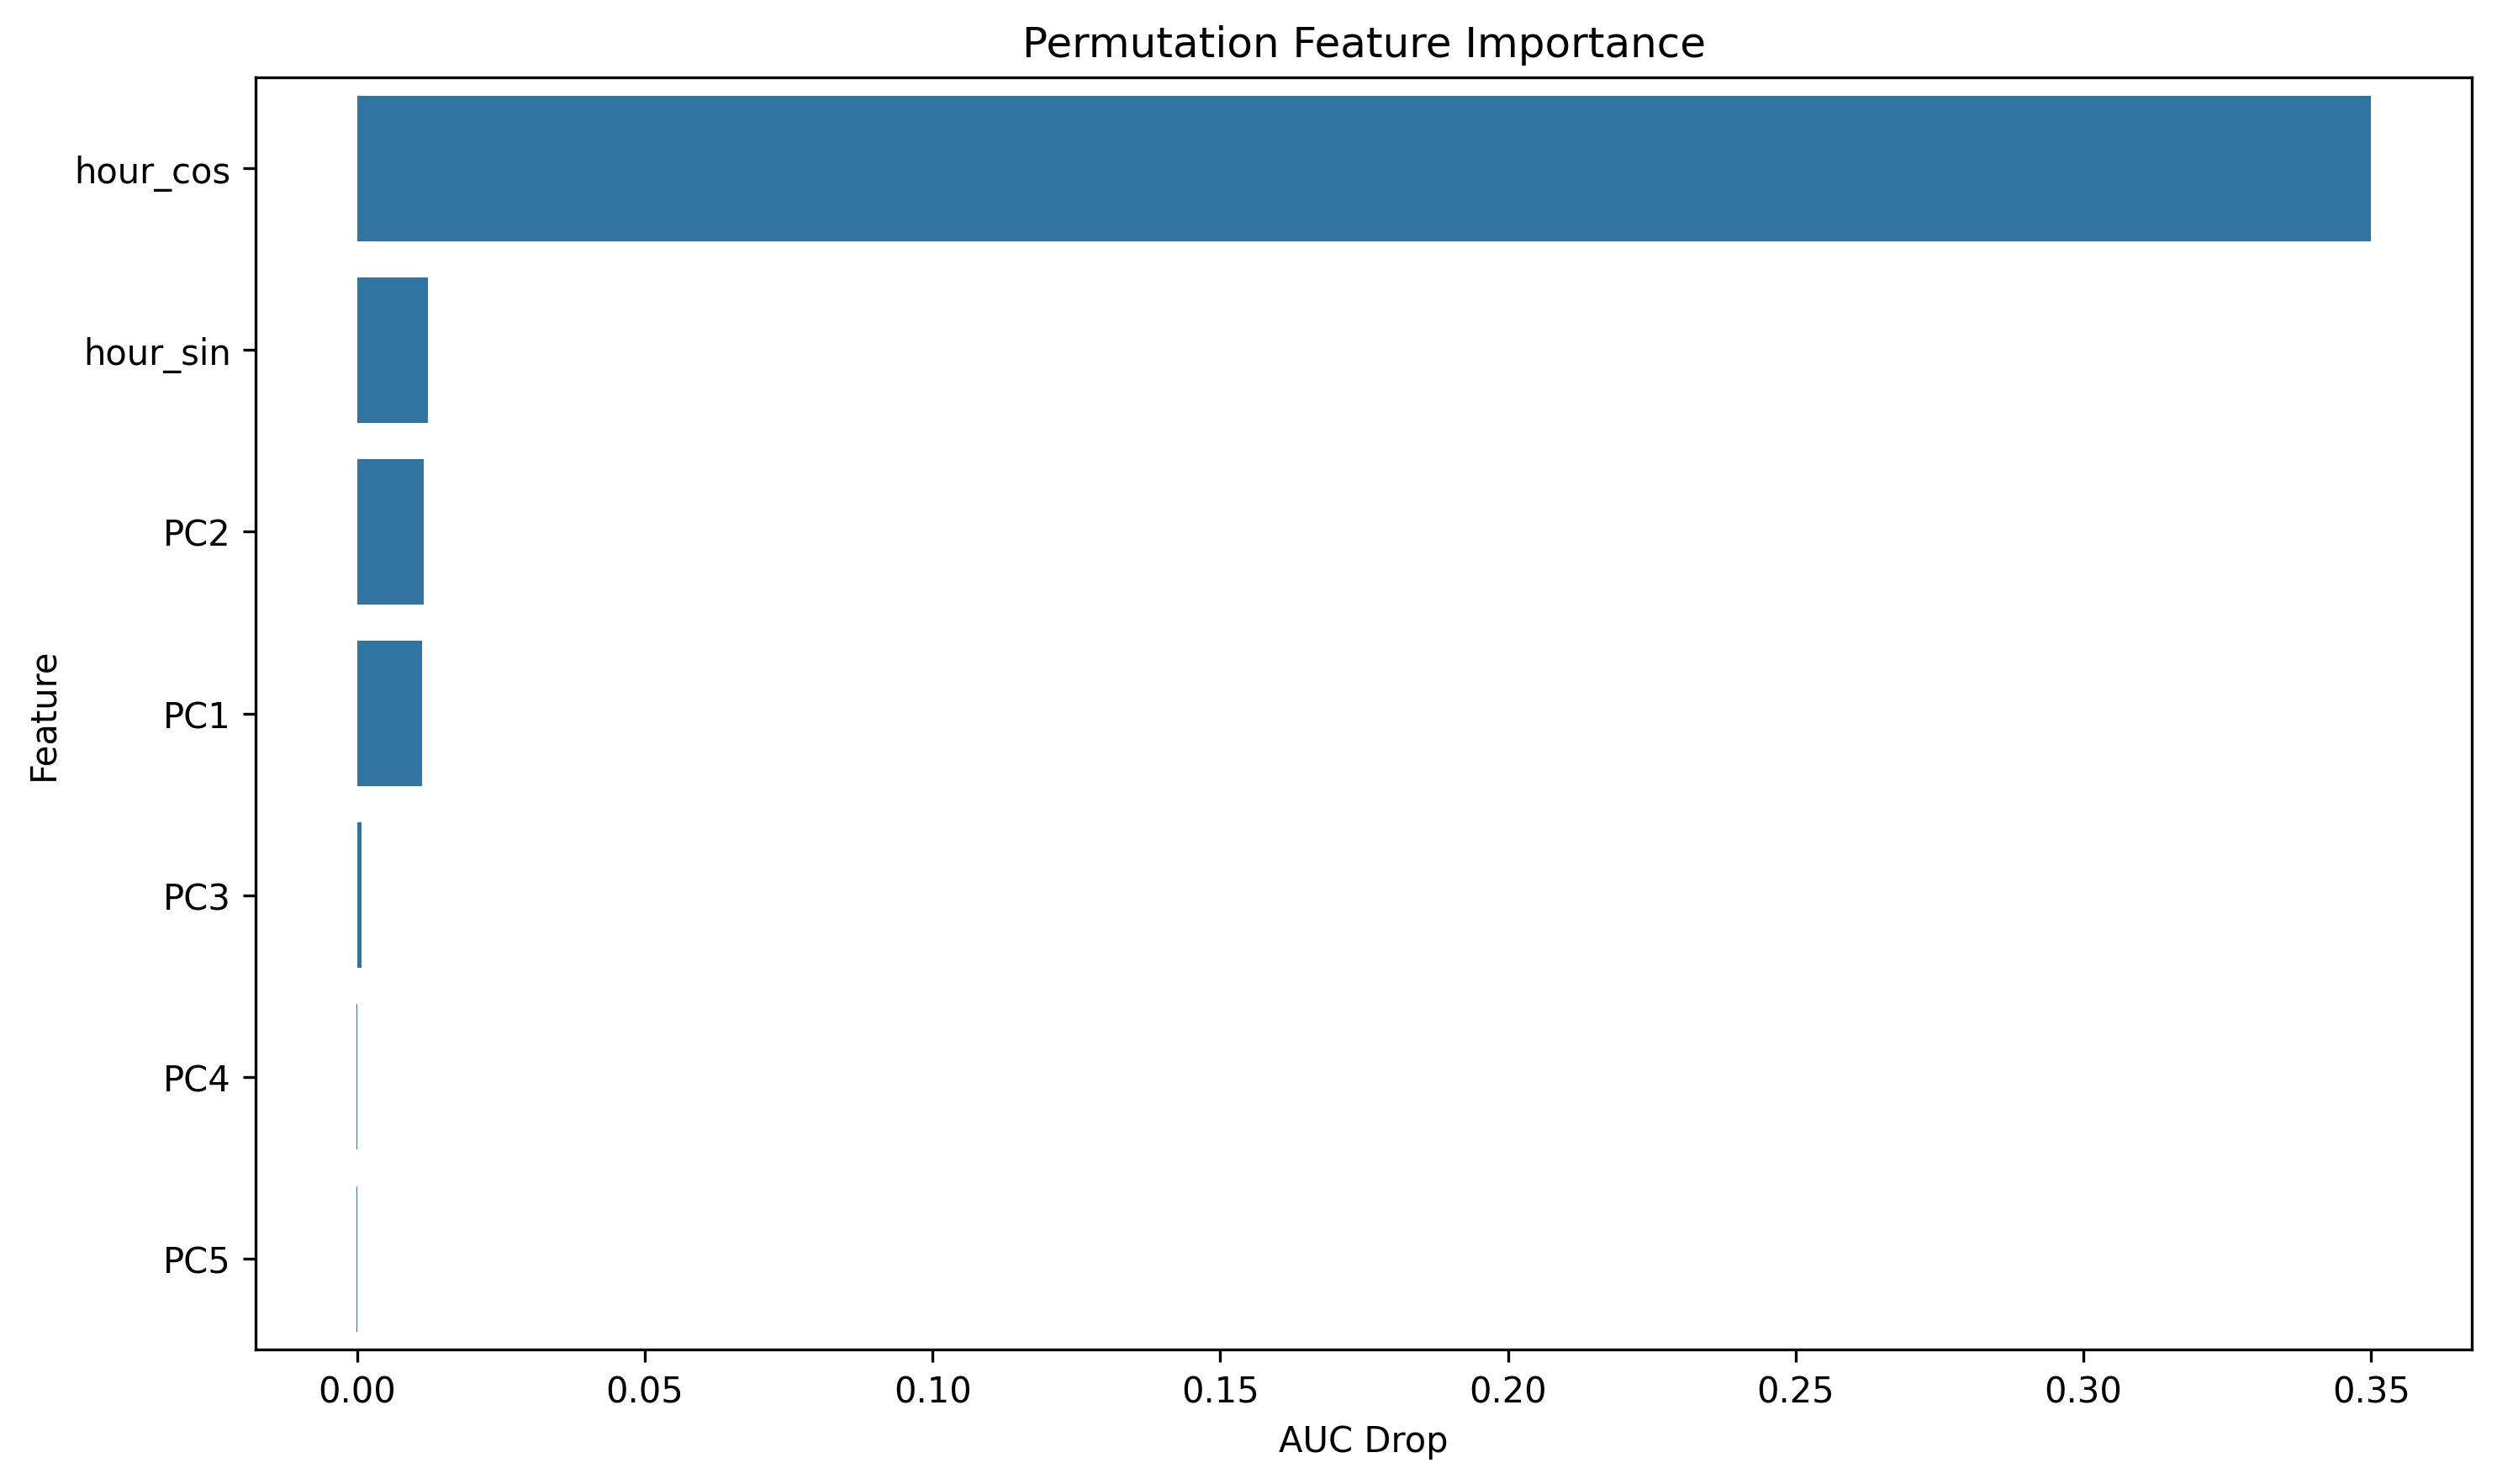 Permutation Feature Importance
hour_cos
hour_sin
PC2
PC1
PC3
PC4
PC5
Feature
0.00 0.05 0.10 0.15 0.20 0.25 0.30 0.35
AUC Drop